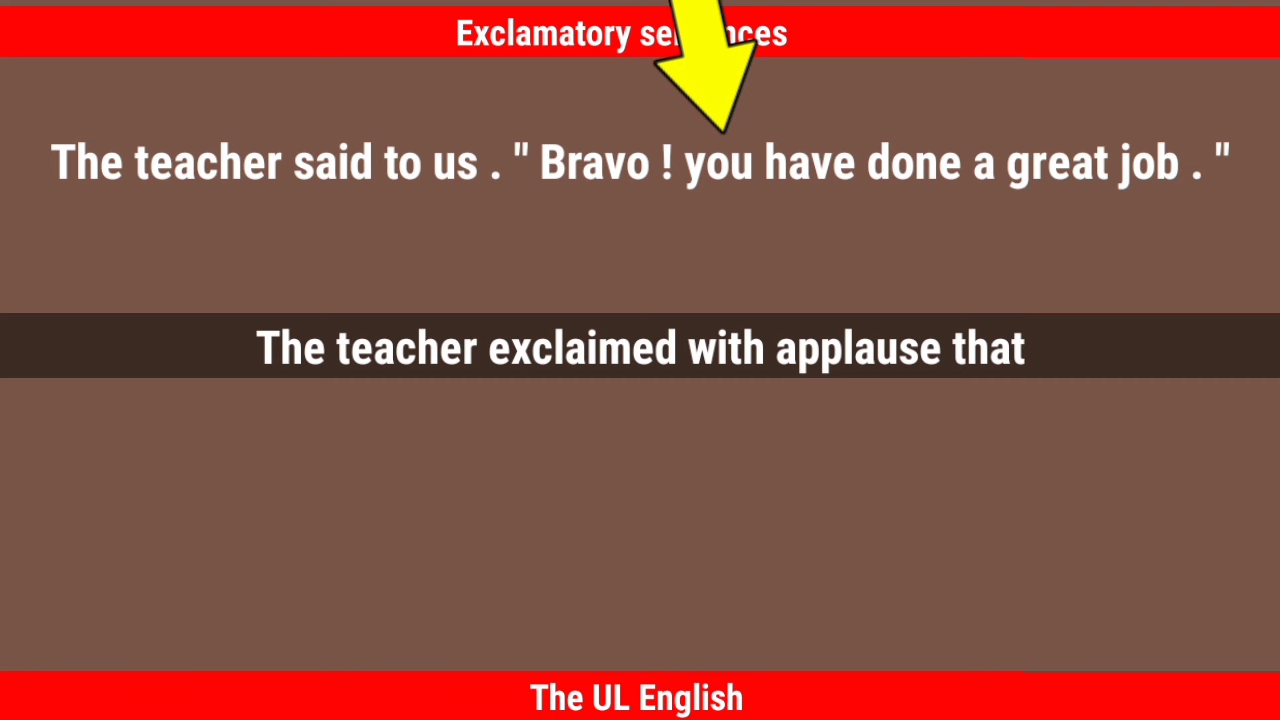 Exclamatory sentences
The teacher said to us . " Bravo ! you have done a great job . "
The teacher exclaimed with applause that
The UL English